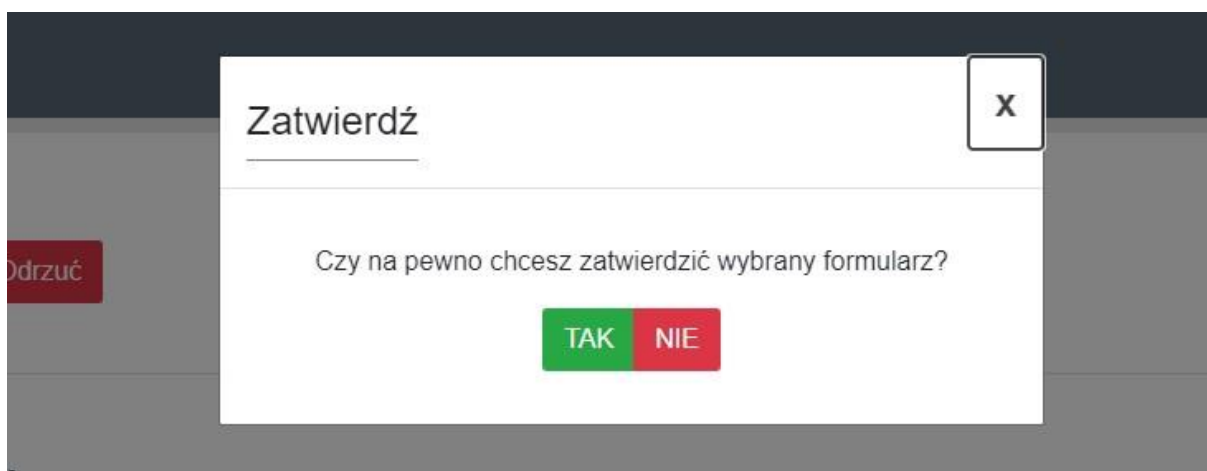 Zatwierdź
X
Odrzuć
Czy na pewno chcesz zatwierdzić wybrany formularz?
TAK NIE